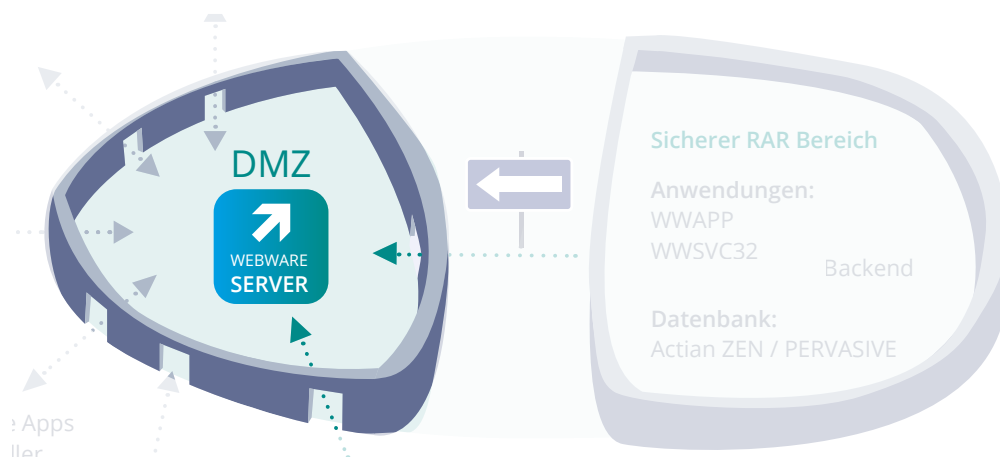 DMZ
WEBWARE
SERVER
Sicherer RAR Bereich
Anwendungen:
WWAPP
WWSVC32
Backend
Datenbank:
Actian ZEN / PERVASIVE
Apps